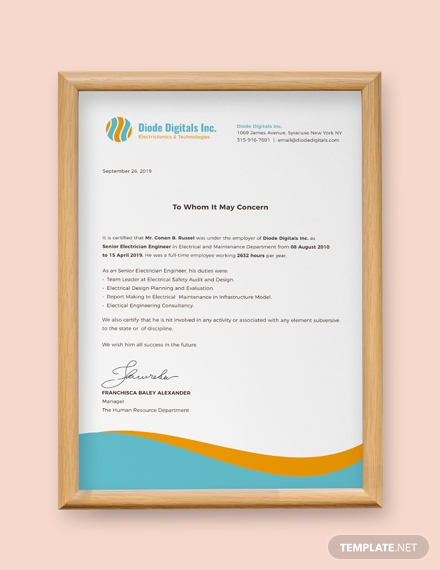 Diode Digitals Inc.
Electrictionics & Technologies
Diode Digitals Inc.
1069 James Avenue, Syracuse New York NY
315-916-7691 | email@diodedigitals.com
September 26, 2019
To Whom It May Concern
It is certified that Mr. Conan B. Russel was under the employer of Diode Digitals Inc. as
Senior Electrician Engineer in Electrical and Maintenance Department from 08 August 2010
to 15 April 2019. He was a full-time employee working 2632 hours per year.
As an Senior Electrician Engineer, his duties were:
- Team Leader at Electrical Safety Audit and Design.
- Electrical Design Planning and Evaluation.
- Report Making In Electrical Maintenance in Infrastructure Model.
- Electical Engineering Consultancy.
We also certify that he is nit involved in any activity or associated with any element subversive
to the state or of discipline.
We wish him all success in the future.
FRANCHISCA BALEY ALEXANDER
Manager
The Human Resource Department
TEMPLATE.NET